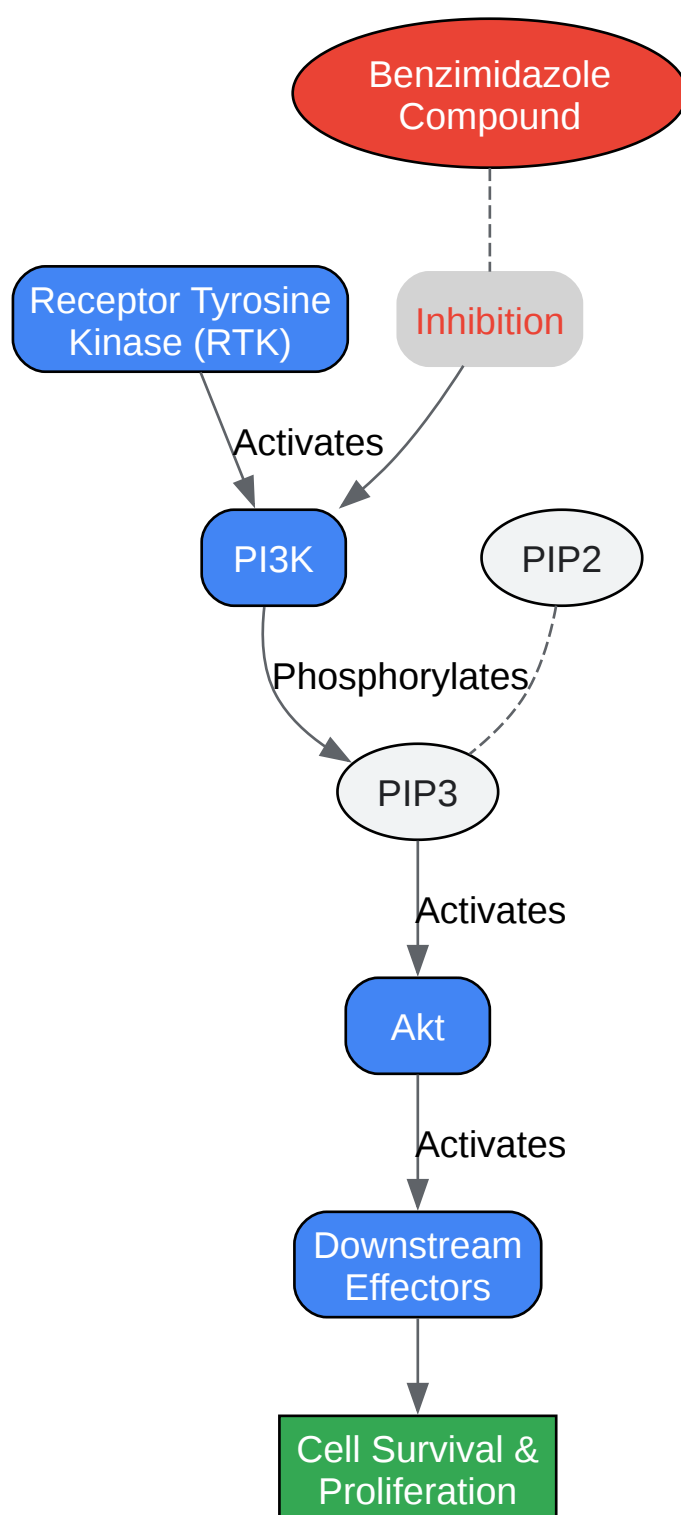 Benzimidazole
Compound
Receptor Tyrosine
Kinase (RTK)
Inhibition
Activates
PI3K
PIP2
Phosphorylates
PIP3
Activates
Akt
Activates
Downstream
Effectors
Cell Survival &
Proliferation